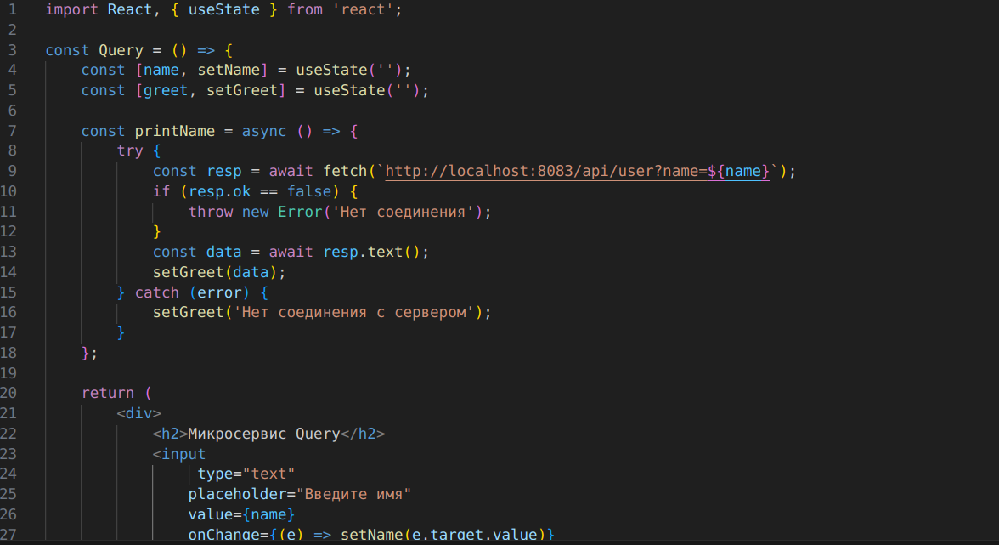 1 import React, { useState } from 'react';
2
3 const Query = () => {
4 const [name, setName] = useState('');
5 const [greet, setGreet] = useState('');
6
7 const printName = async () => {
8 try {
9 const resp = await fetch(`http://localhost:8083/api/user?name=${name}`);
10 if (resp.ok == false) {
11 throw new Error('Нет соединения');
12 }
13 const data = await resp.text();
14 setGreet(data);
15 } catch (error) {
16 setGreet('Нет соединения с сервером');
17 }
18 };
19
20 return (
21 <div>
22 <h2>Микросервис Query</h2>
23 <input
24 type="text"
25 placeholder="Введите имя"
26 value={name}
27 onChange={(e) => setName(e.target.value)}